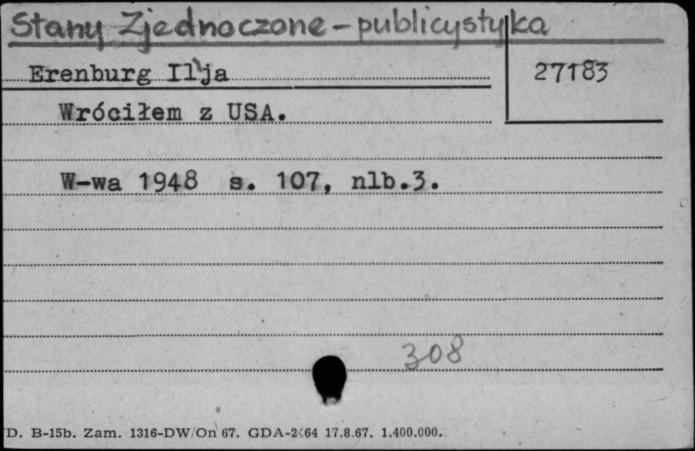 Stany Zjednoczone - publicystyka
Erenburg Il'ja
27183
Wróciłem z USA.
W-wa 1948 s. 107, nlb.3.
308
D. B-15b. Zam. 1316-DW/On 67. GDA-2464 17.8.67. 1.400.000.